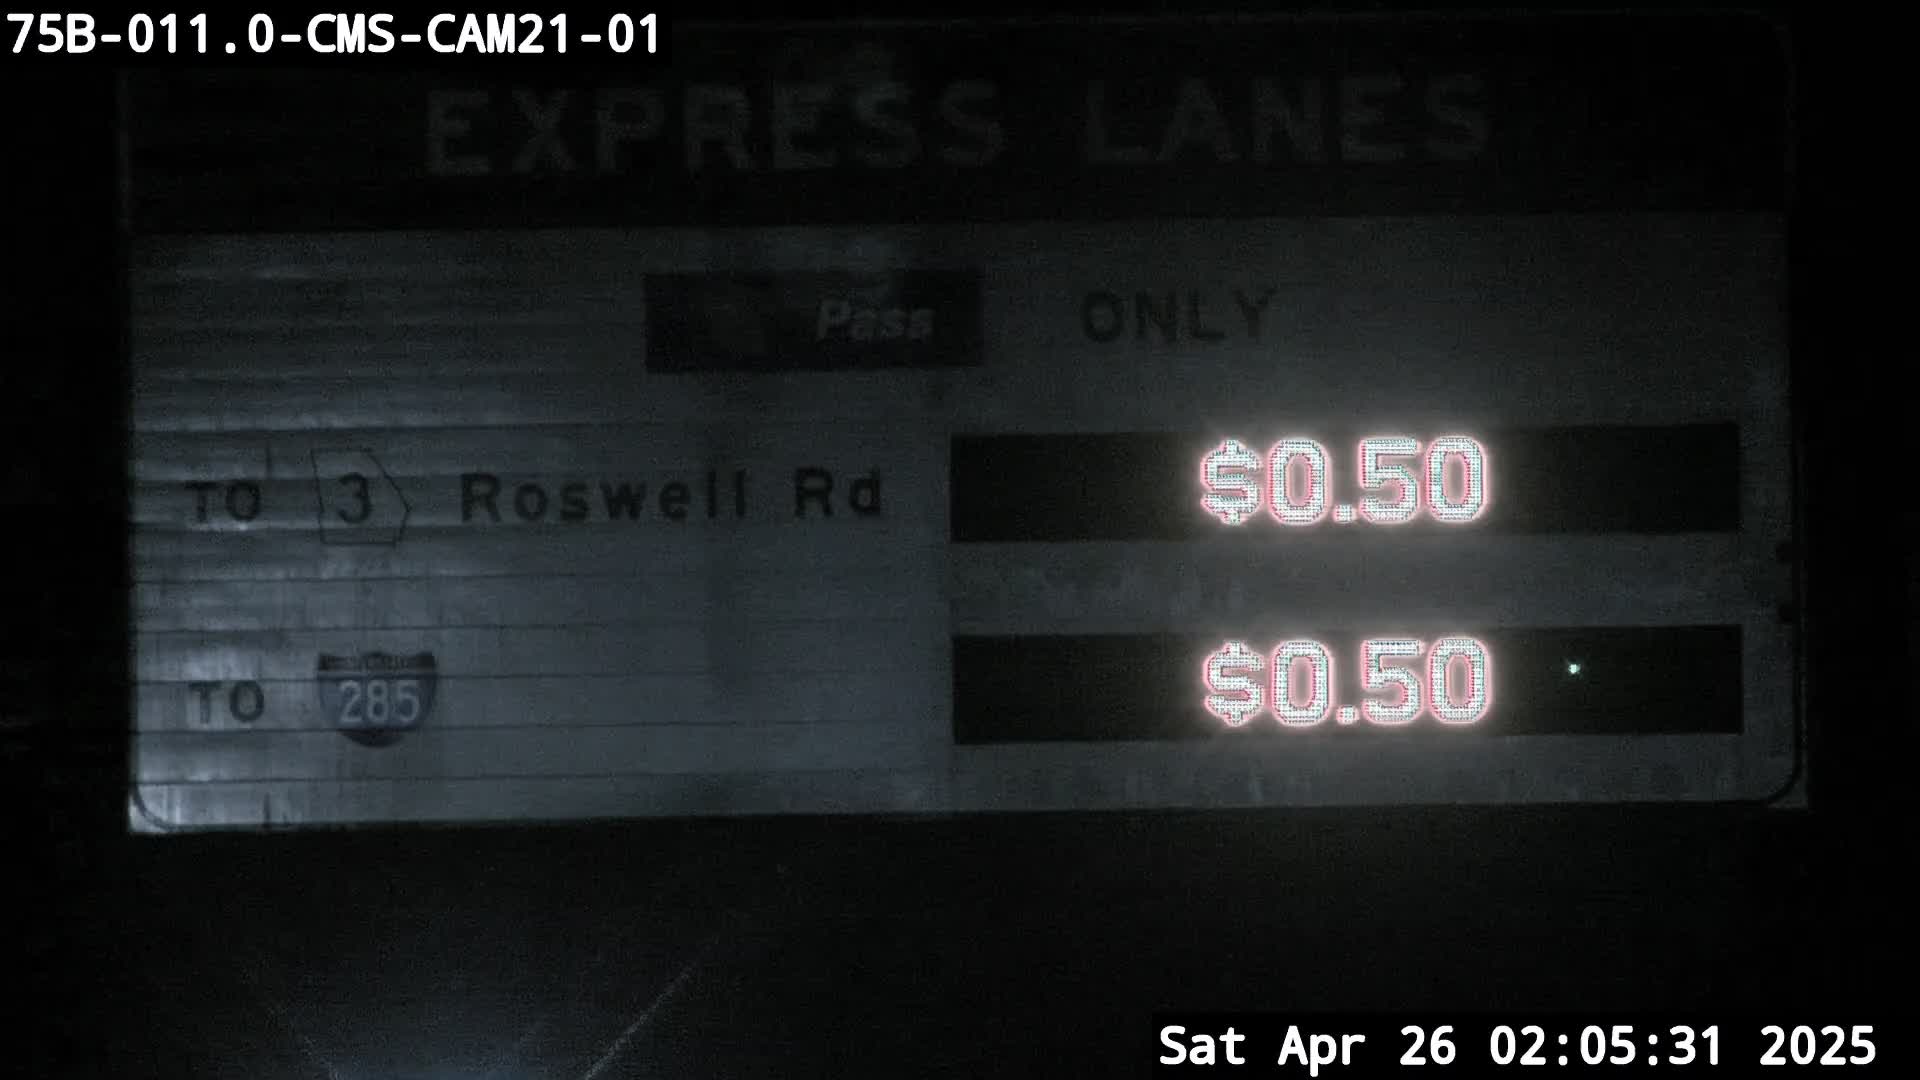 75B-011.0-CMS-CAM21-01
EXPRESS LANES
Pass ONLY
TO 3 Roswell Rd $0.50
TO 285 $0.50
Sat Apr 26 02:05:31 2025